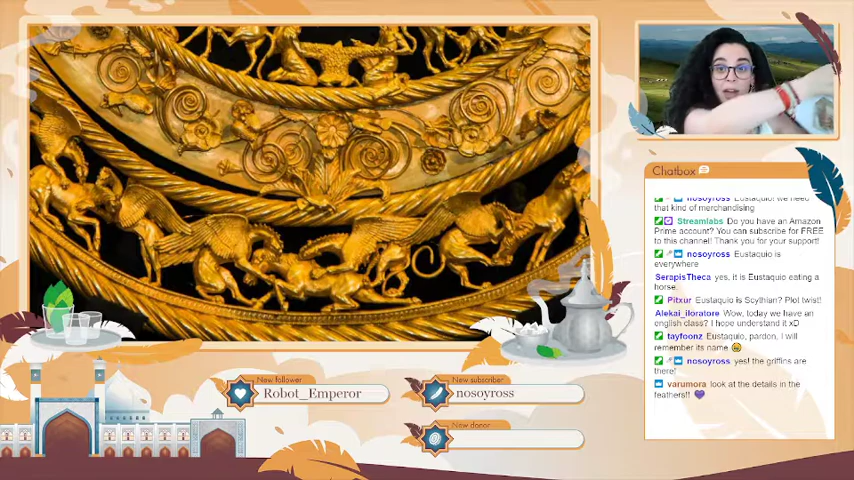 Chatbox
nosoyross Eustaquio! we need
that kind of merchandising
Streamlabs Do you have an Amazon
Prime account? You can subscribe for FREE
to this channel! Thank you for your support!
nosoyross Eustaquio is
everywhere
SerapisTheca yes, it is Eustaquio eating a
horse.
Pitxur Eustaquio is Scythian? Plot twist!
Alekai_iloratore Wow, today we have an
english class? I hope understand it xD
tayfoonz Eustaquio, pardon, I will
remember its name
nosoyross yes! the griffins are
there!
varumora look at the details in the
feathers!!
New follower
Robot_Emperor
New subscriber
nosoyross
New donor